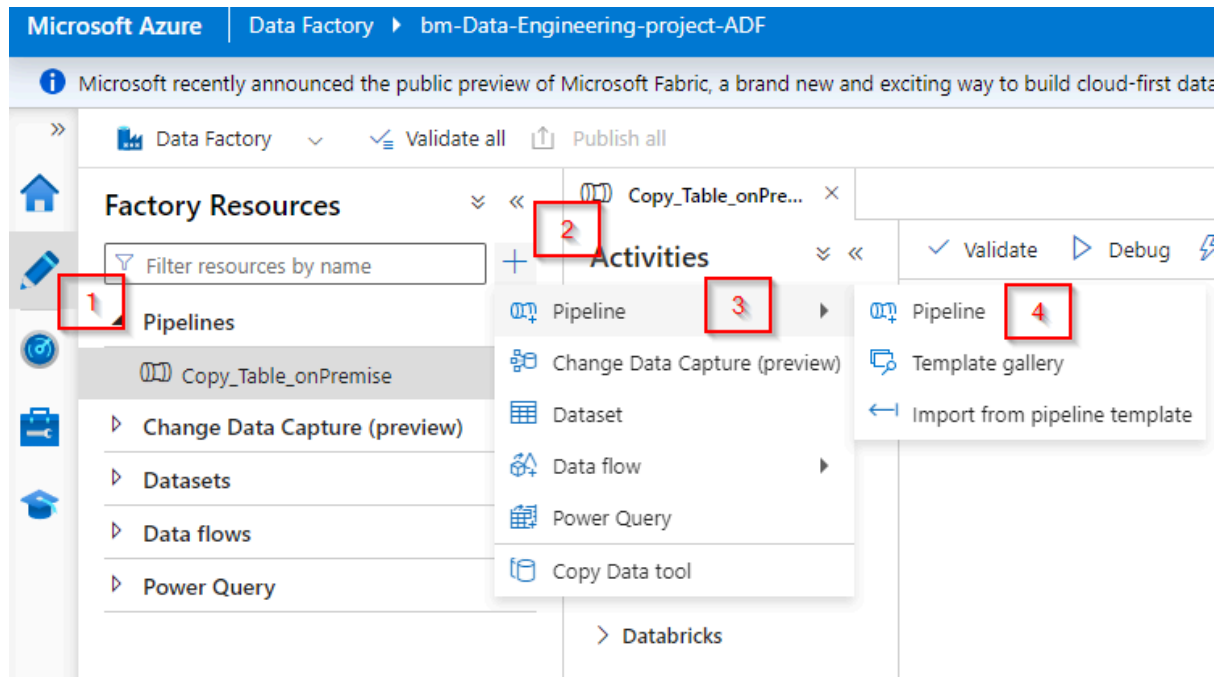 Microsoft Azure Data Factory bm-Data-Engineering-project-ADF
Microsoft recently announced the public preview of Microsoft Fabric, a brand new and exciting way to build cloud-first data
Data Factory Validate all Publish all
Factory Resources
Filter resources by name
1
Pipelines
Copy_Table_onPremise
Change Data Capture (preview)
Datasets
Data flows
Power Query
2
Copy_Table_onPre...
Activities
Validate Debug
Pipeline 3
Change Data Capture (preview)
Dataset
Data flow
Power Query
Copy Data tool
Pipeline 4
Template gallery
Import from pipeline template
Databricks